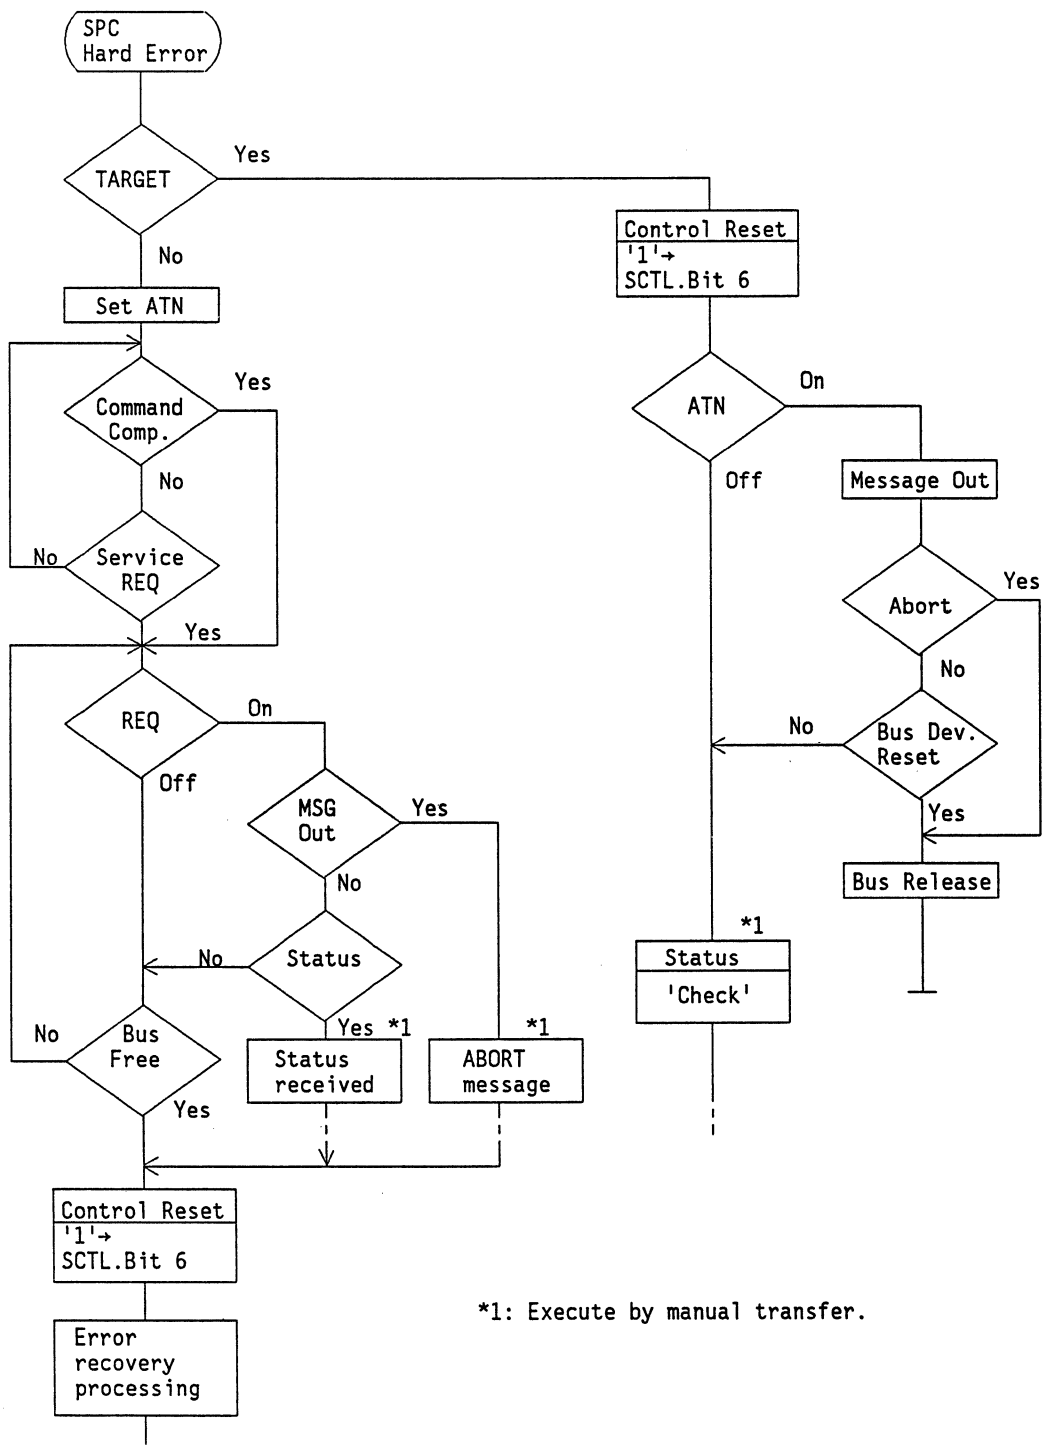 SPC
Hard Error
TARGET
Yes
No
Set ATN
Command
Comp.
Yes
No
Service
REQ
No
Yes
REQ
On
Off
MSG
Out
Yes
No
Status
No
Yes *1
Status
received
*1
ABORT
message
Bus
Free
No
Yes
Control Reset
'1'→
SCTL.Bit 6
Error
recovery
processing
Control Reset
'1'→
SCTL.Bit 6
ATN
On
Off
Message Out
Abort
Yes
No
Bus Dev.
Reset
No
Yes
Bus Release
*1
Status
'Check'
*1: Execute by manual transfer.